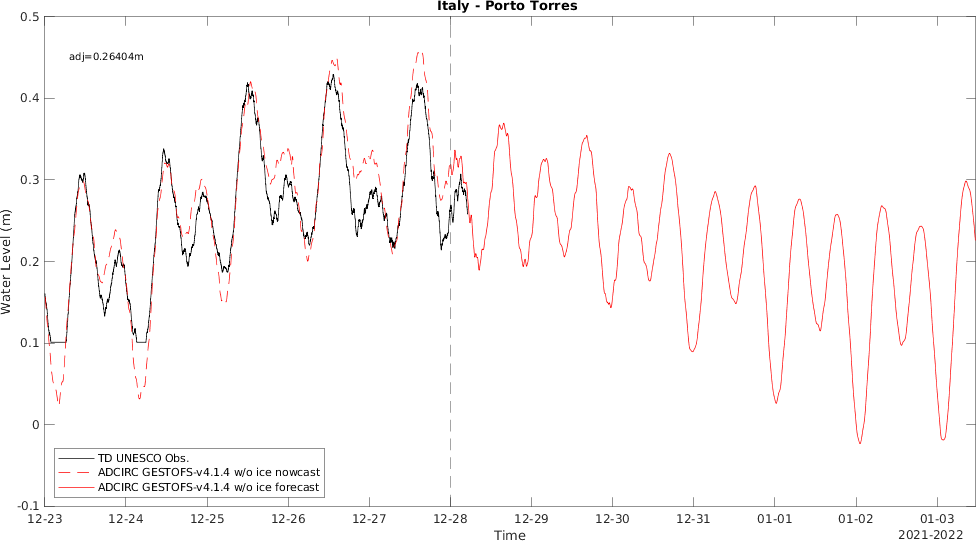 Italy - Porto Torres
0.5
adj=0.26404m
0.4
0.3
0.2
0.1
0
-0.1
Water Level (m)
TD UNESCO Obs.
ADCIRC GESTOFS-v4.1.4 w/o ice nowcast
ADCIRC GESTOFS-v4.1.4 w/o ice forecast
12-23 12-24 12-25 12-26 12-27 12-28 12-29 12-30 12-31 01-01 01-02 01-03
Time
2021-2022